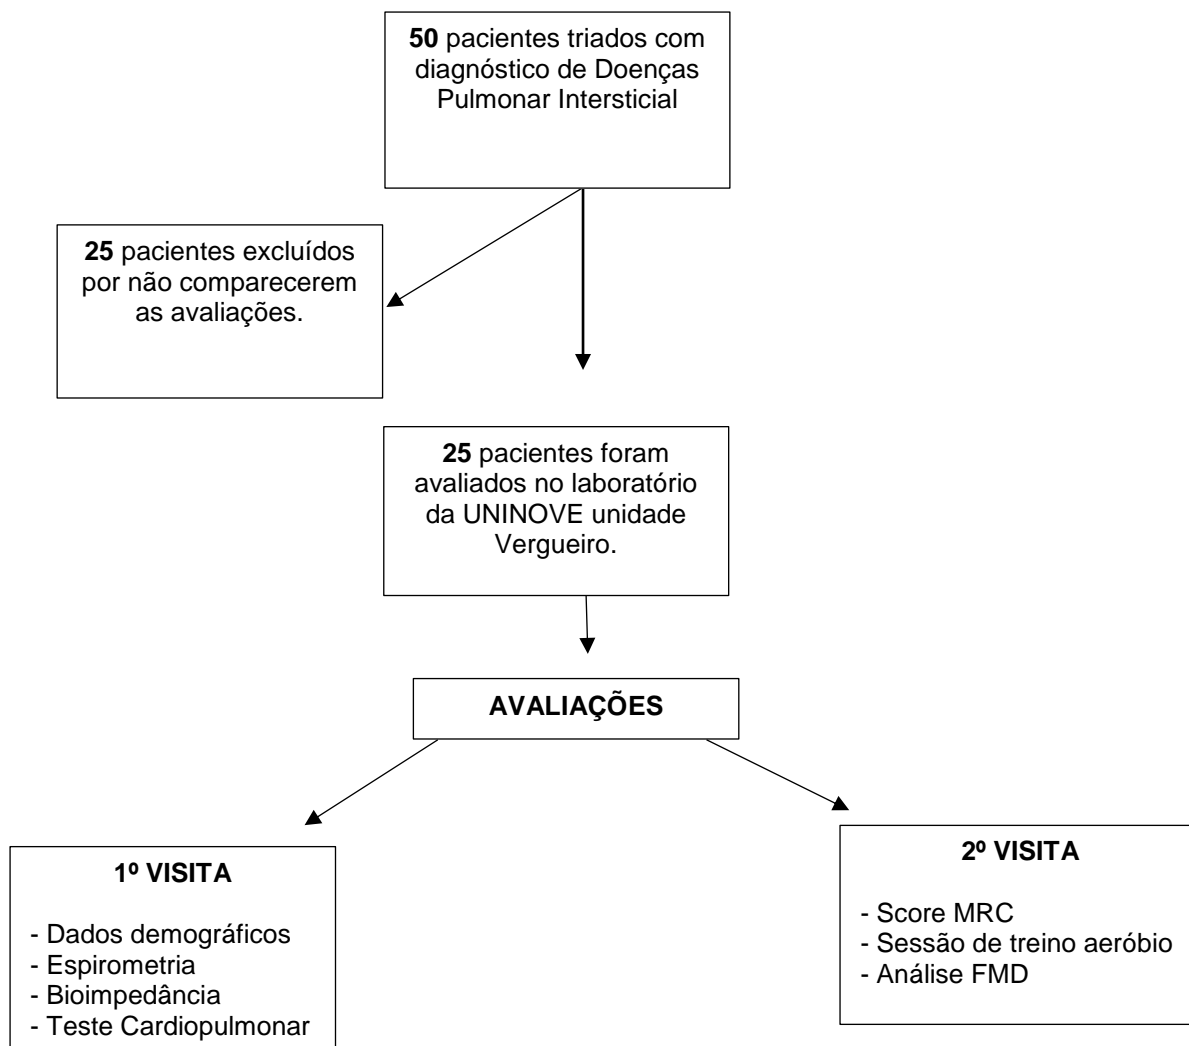 50 pacientes triados com
diagnóstico de Doenças
Pulmonar Intersticial
25 pacientes excluídos
por não comparecerem
as avaliações.
25 pacientes foram
avaliados no laboratório
da UNINOVE unidade
Vergueiro.
AVALIAÇÕES
1º VISITA
- Dados demográficos
- Espirometria
- Bioimpedância
- Teste Cardiopulmonar
2º VISITA
- Score MRC
- Sessão de treino aeróbio
- Análise FMD